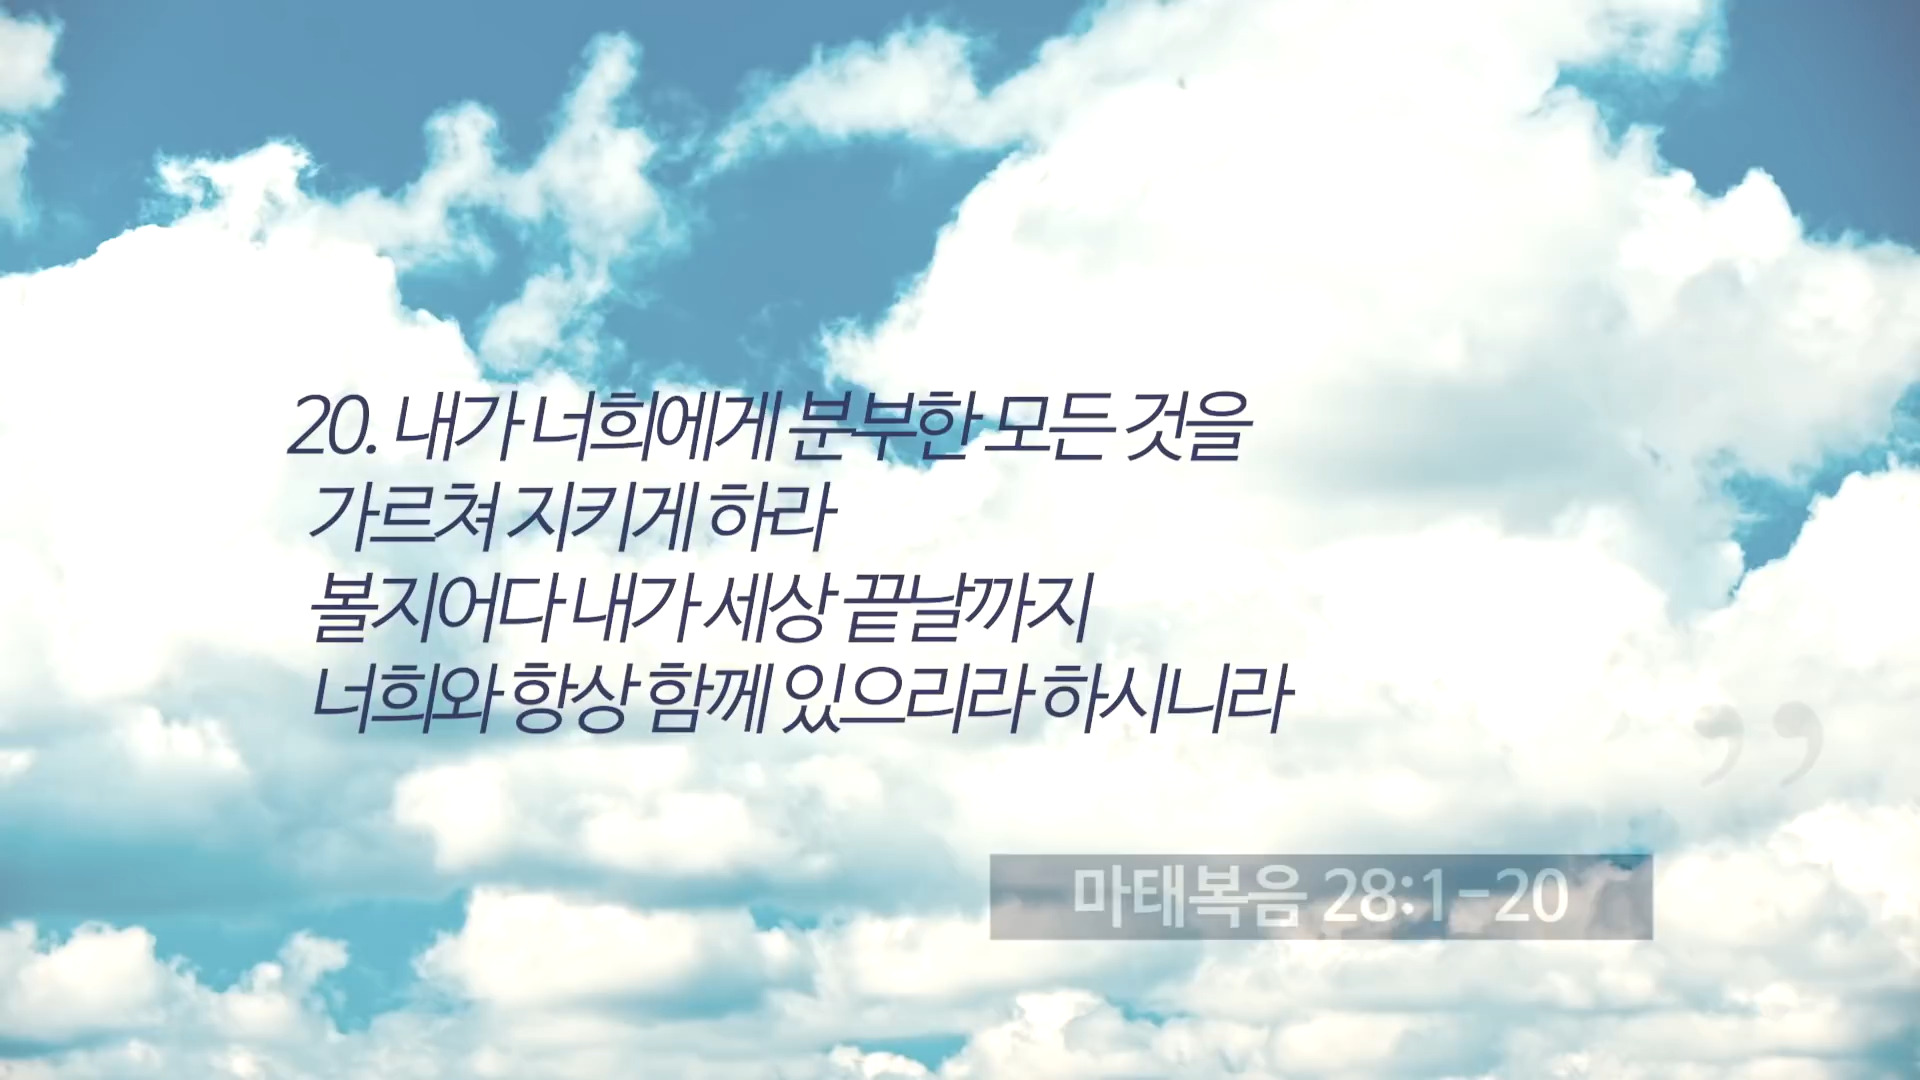 20. 내가 너희에게 분부한 모든 것을
가르쳐 지키게 하라
볼지어다 내가 세상 끝날까지
너희와 항상 함께 있으리라 하시니라
”
마태복음 28:1-20